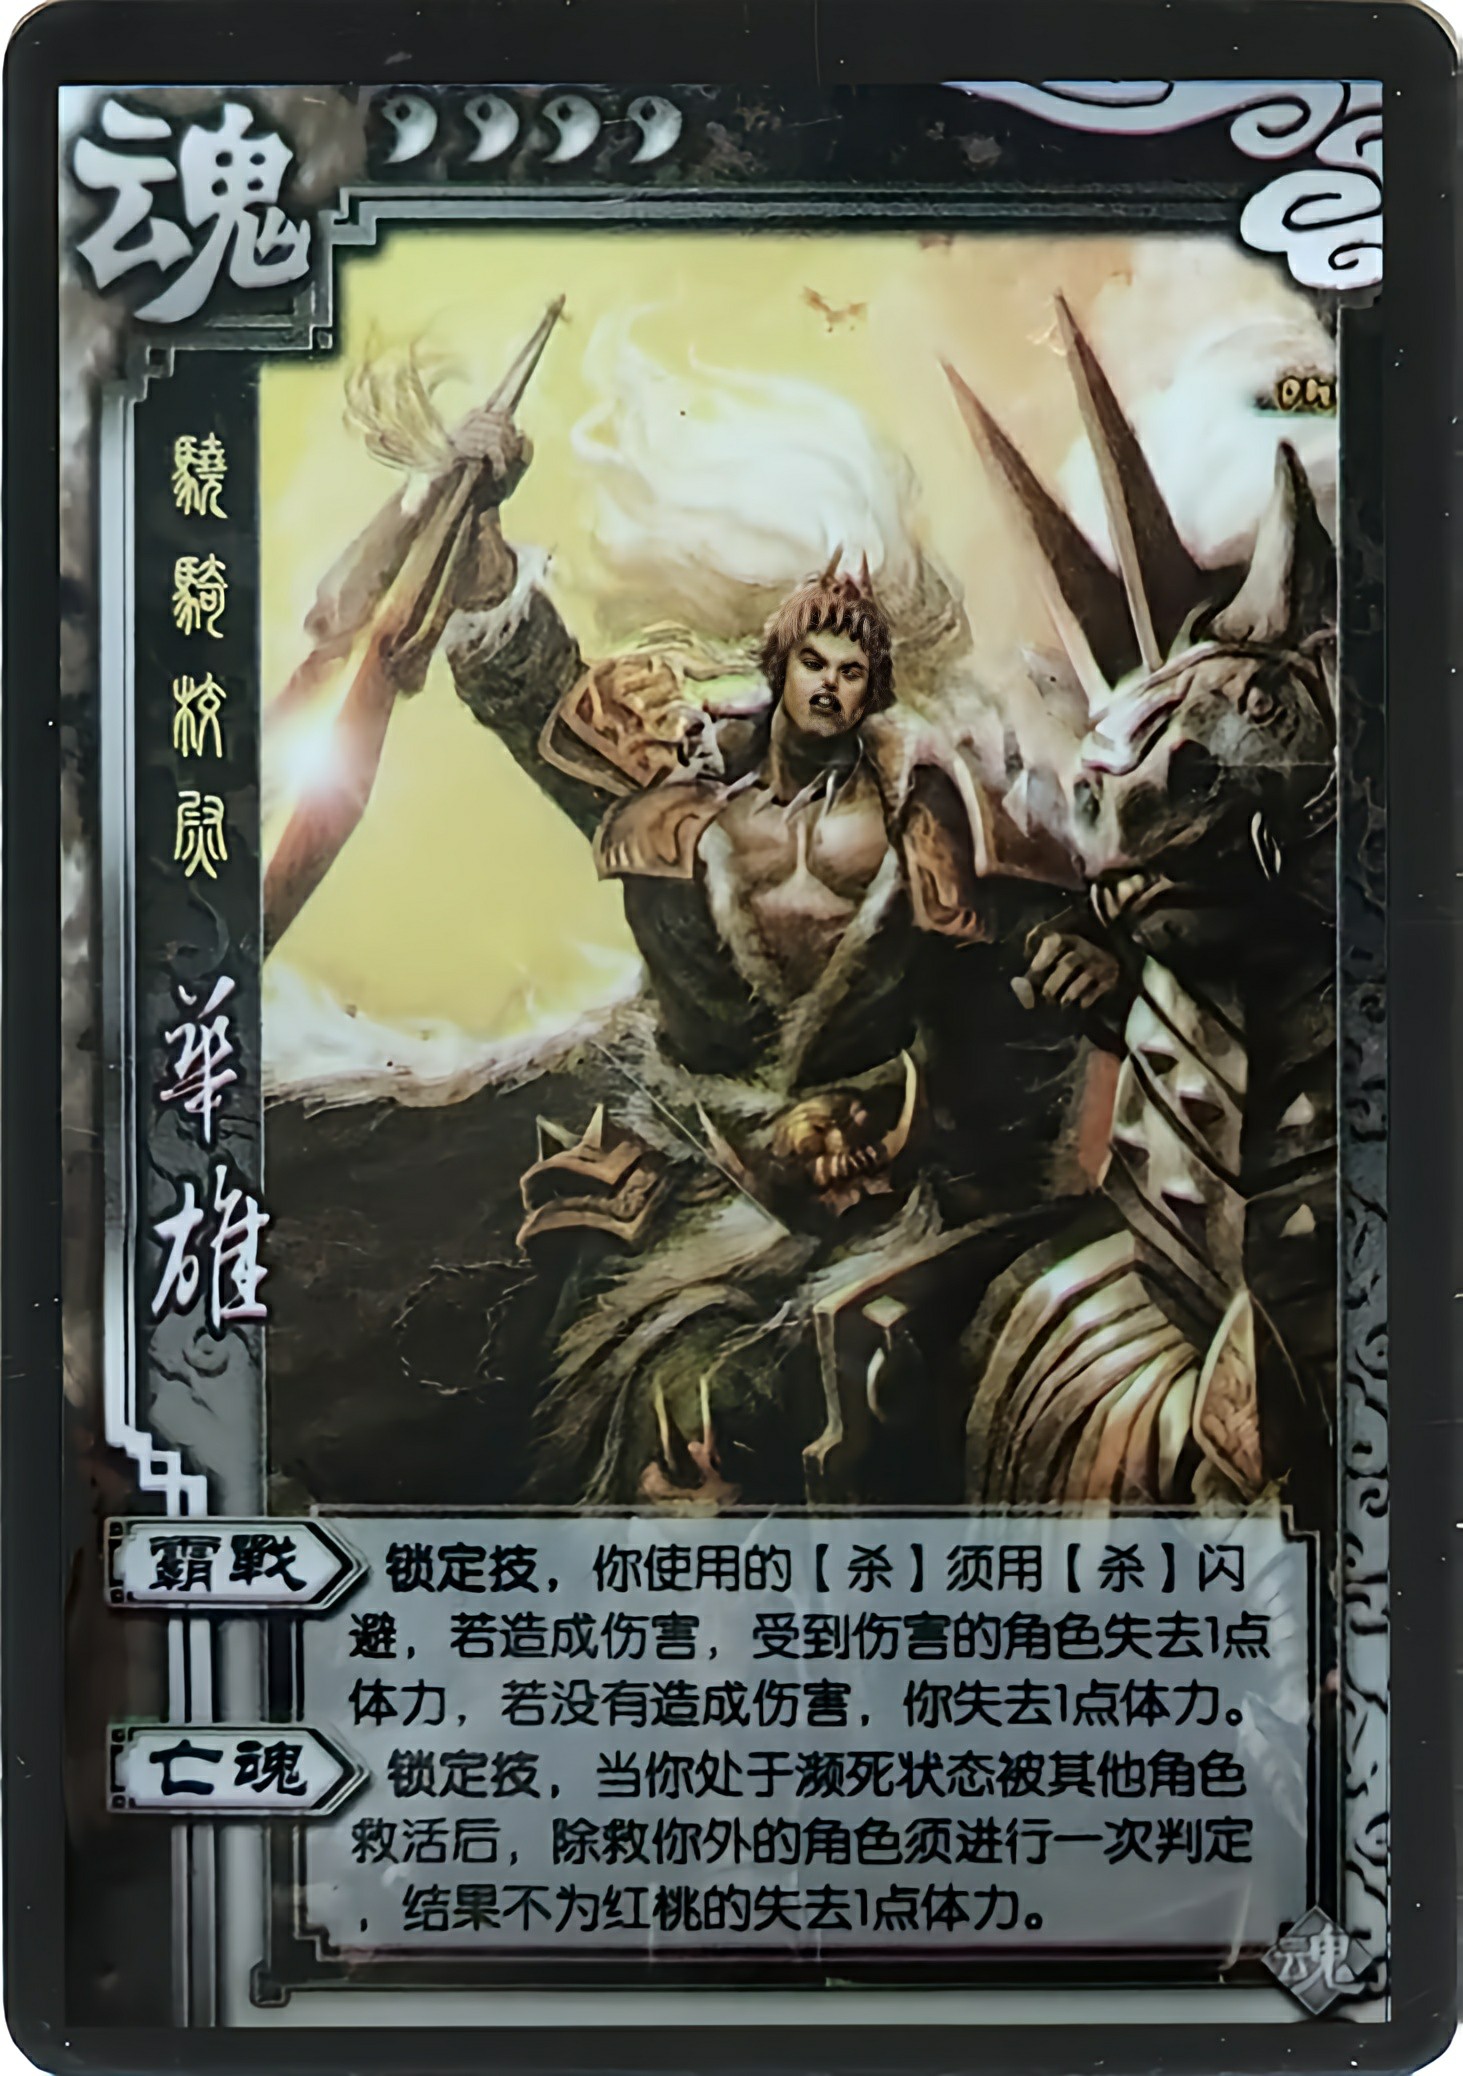 魂
驍騎校尉
華雄
霸戰
锁定技，你使用的【杀】须用【杀】闪
避，若造成伤害，受到伤害的角色失去1点
体力，若没有造成伤害，你失去1点体力。
亡魂
锁定技，当你处于濒死状态被其他角色
救活后，除救你外的角色须进行一次判定
，结果不为红桃的失去1点体力。
魂